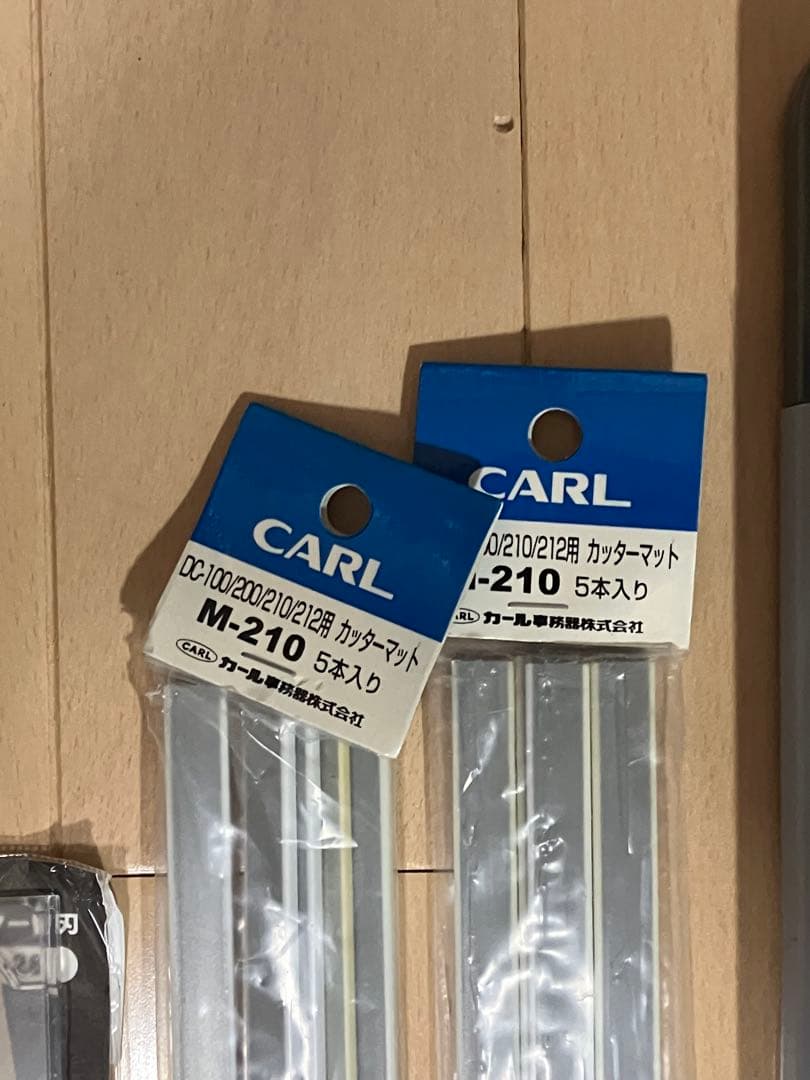 CARL
DC-100/200/210/212用 カッターマット
M-210 5本入り
CARL カール事務器株式会社
CARL
00/210/212用 カッターマット
-210 5本入り
カール事務器株式会社
刃